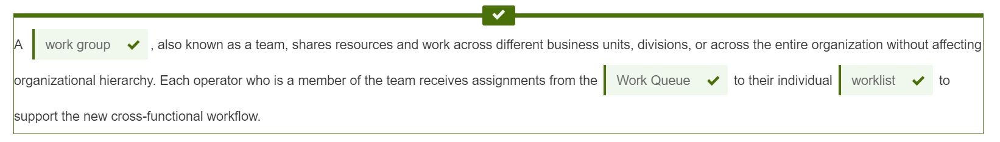 A work group , also known as a team, shares resources and work across different business units, divisions, or across the entire organization without affecting
organizational hierarchy. Each operator who is a member of the team receives assignments from the Work Queue to their individual worklist to
support the new cross-functional workflow.